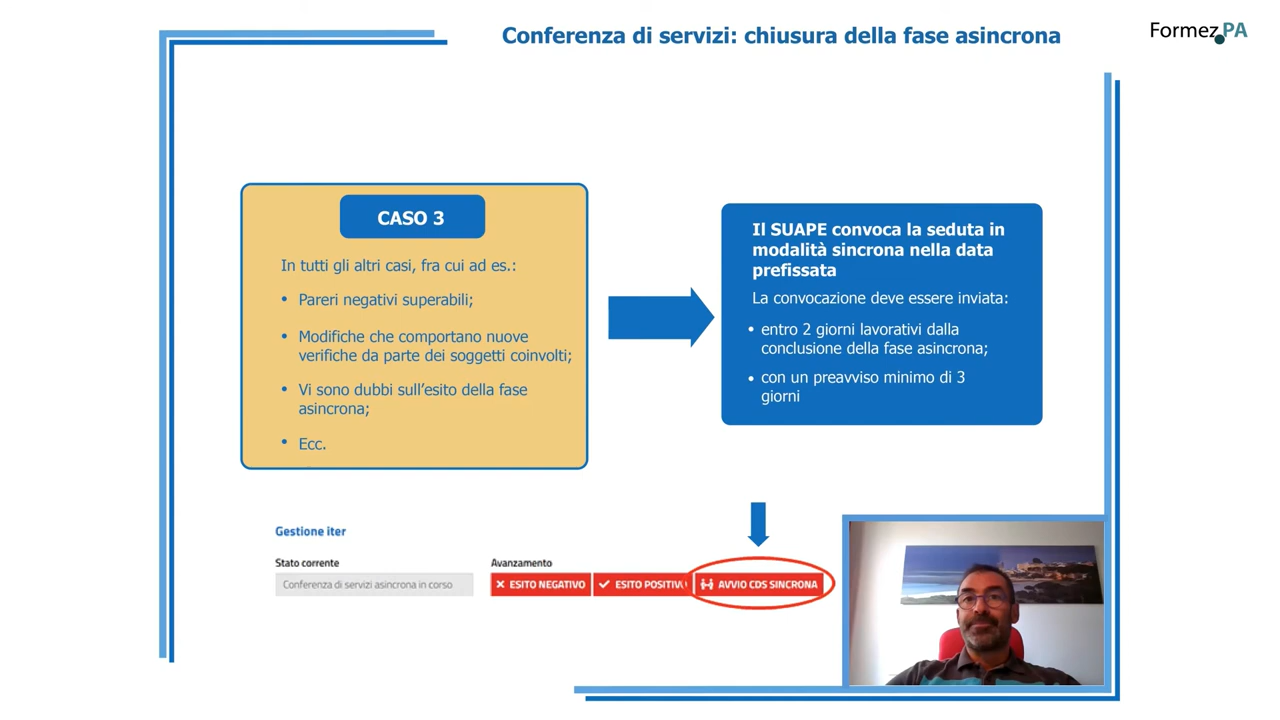 Conferenza di servizi: chiusura della fase asincrona
Formez.PA
CASO 3
In tutti gli altri casi, fra cui ad es.:
• Pareri negativi superabili;
• Modifiche che comportano nuove
verifiche da parte dei soggetti coinvolti;
• Vi sono dubbi sull'esito della fase
asincrona;
• Ecc.
Il SUAPE convoca la seduta in
modalità sincrona nella data
prefissata
La convocazione deve essere inviata:
• entro 2 giorni lavorativi dalla
conclusione della fase asincrona;
• con un preavviso minimo di 3
giorni
Gestione iter
Stato corrente
Avanzamento
Conferenza di servizi asincrona in corso
ESITO NEGATIVO
ESITO POSITIVO
AVVIO CDS SINCRONA